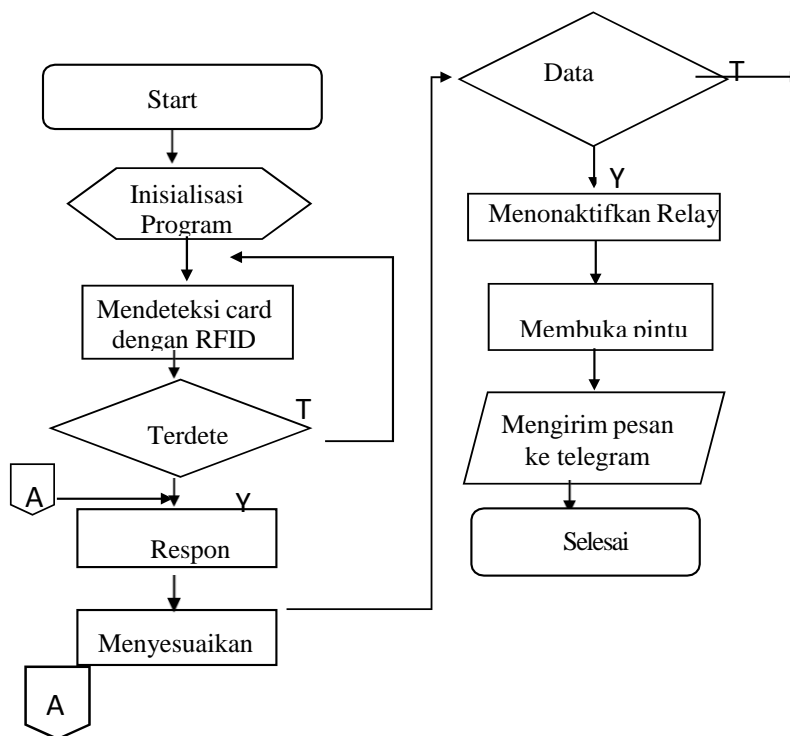 Start
Inisialisasi
Program
Mendeteksi card
dengan RFID
T
Terdete
A
Y
Respon
Menyesuaikan
A
Data
T
Y
Menonaktifkan Relay
Membuka pintu
Mengirim pesan
ke telegram
Selesai